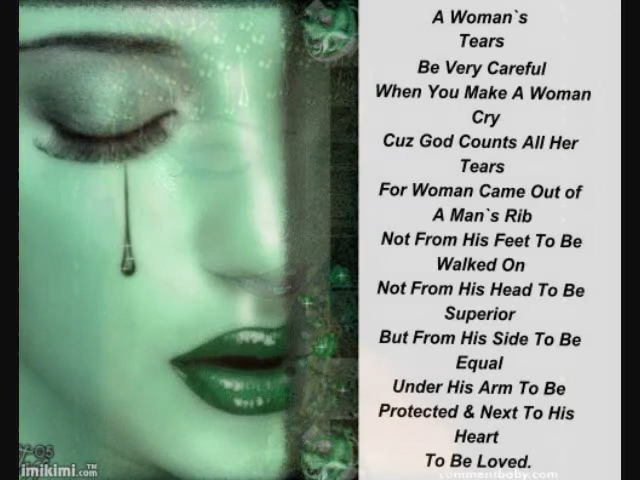 A Woman`s
Tears
Be Very Careful
When You Make A Woman
Cry
Cuz God Counts All Her
Tears
For Woman Came Out of
A Man`s Rib
Not From His Feet To Be
Walked On
Not From His Head To Be
Superior
But From His Side To Be
Equal
Under His Arm To Be
Protected & Next To His
Heart
To Be Loved.
imikimi.com™
commentbaby.com